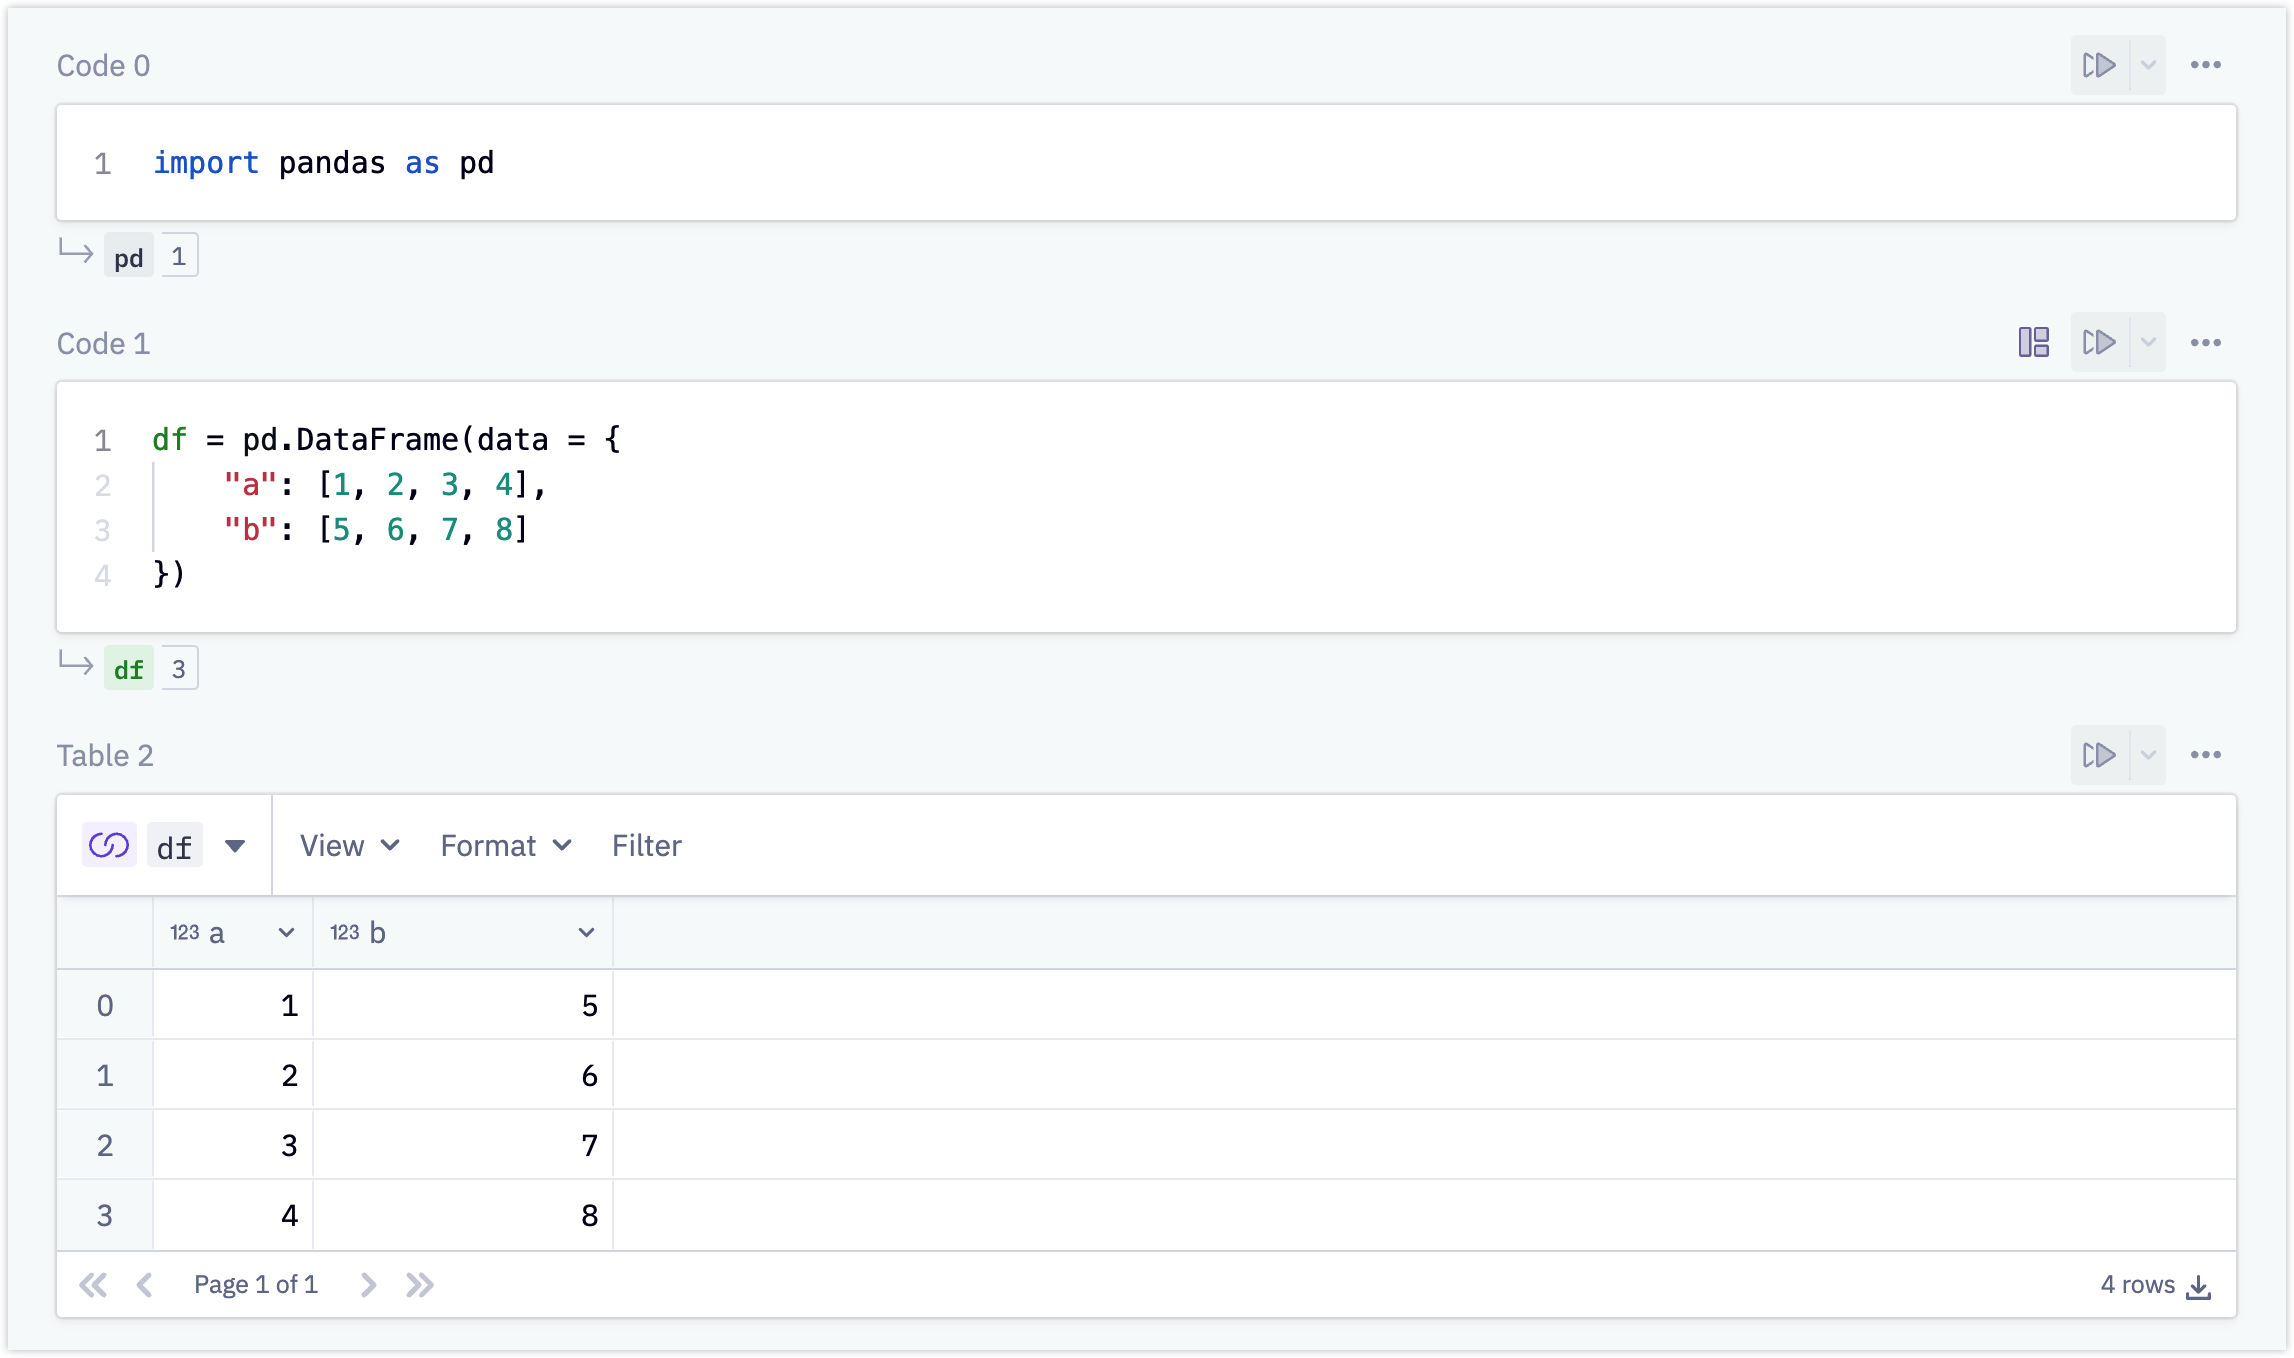 Code 0
1 import pandas as pd
pd 1
Code 1
1 df = pd.DataFrame(data = {
2 "a": [1, 2, 3, 4],
3 "b": [5, 6, 7, 8]
4 })
df 3
Table 2
df View Format Filter
123 a 123 b
0 1 5
1 2 6
2 3 7
3 4 8
Page 1 of 1 4 rows